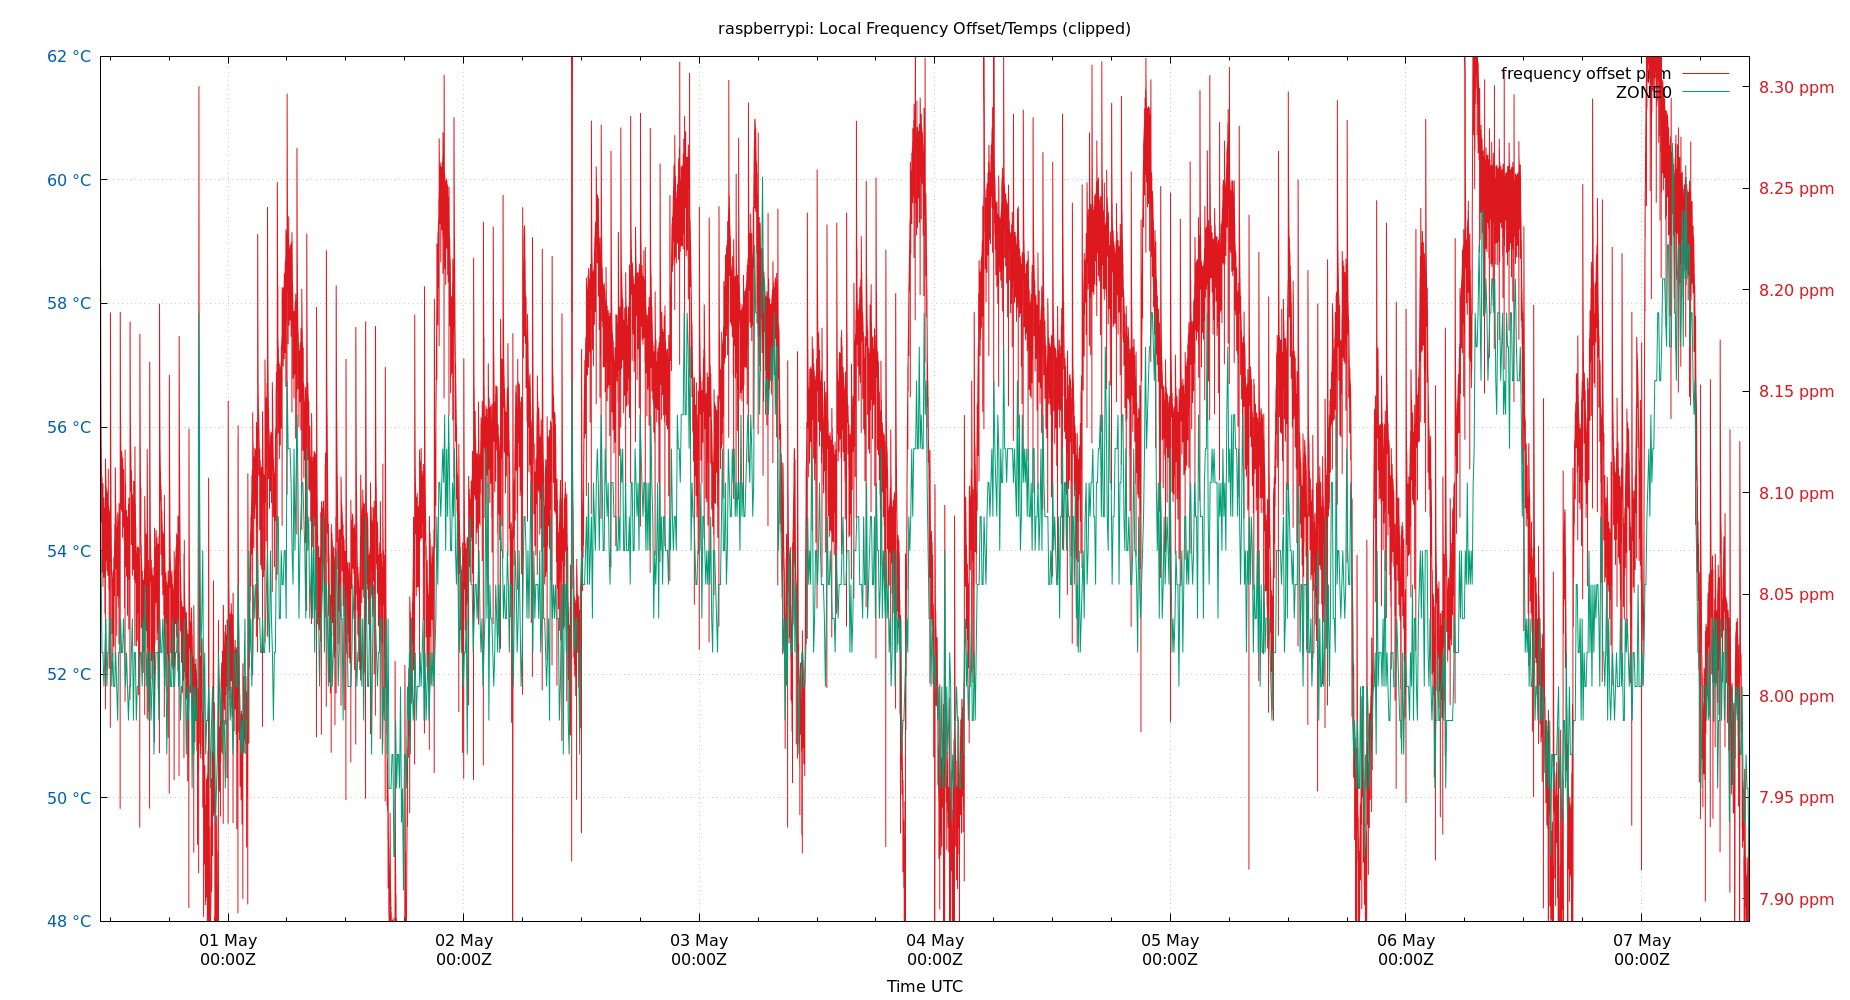 raspberrypi: Local Frequency Offset/Temps (clipped)
62 °C
60 °C
58 °C
56 °C
54 °C
52 °C
50 °C
48 °C
frequency offset ppm
ZONE0
8.30 ppm
8.25 ppm
8.20 ppm
8.15 ppm
8.10 ppm
8.05 ppm
8.00 ppm
7.95 ppm
7.90 ppm
01 May
00:00Z
02 May
00:00Z
03 May
00:00Z
04 May
00:00Z
05 May
00:00Z
06 May
00:00Z
07 May
00:00Z
Time UTC